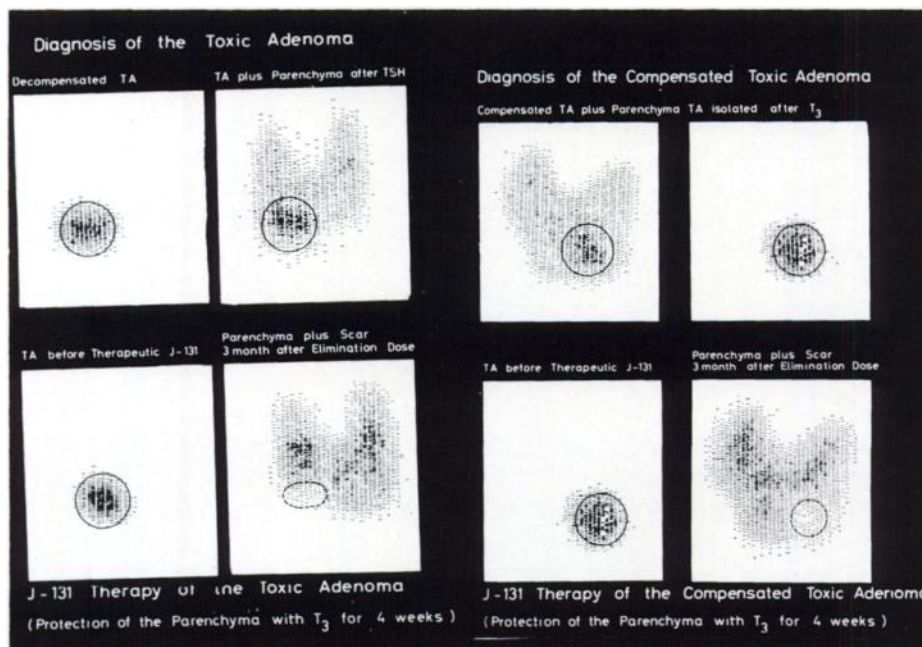 Diagnosis of the Toxic Adenoma
Decompensated TA
TA plus Parenchyma after TSH
TA before Therapeutic J-131
Parenchyma plus Scar
3 month after Elimination Dose
J-131 Therapy of the Toxic Adenoma
(Protection of the Parenchyma with T3 for 4 weeks)
Diagnosis of the Compensated Toxic Adenoma
Compensated TA plus Parenchyma
TA isolated after T3
TA before Therapeutic J-131
Parenchyma plus Scar
3 month after Elimination Dose
J-131 Therapy of the Compensated Toxic Adenoma
(Protection of the Parenchyma with T3 for 4 weeks)